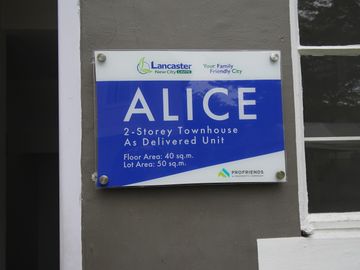 Lancaster
New City CAVITE
Your Family
Friendly City
ALICE
2-Storey Townhouse
As Delivered Unit
Floor Area: 40 sq.m.
Lot Area: 50 sq.m.
PROFRIENDS